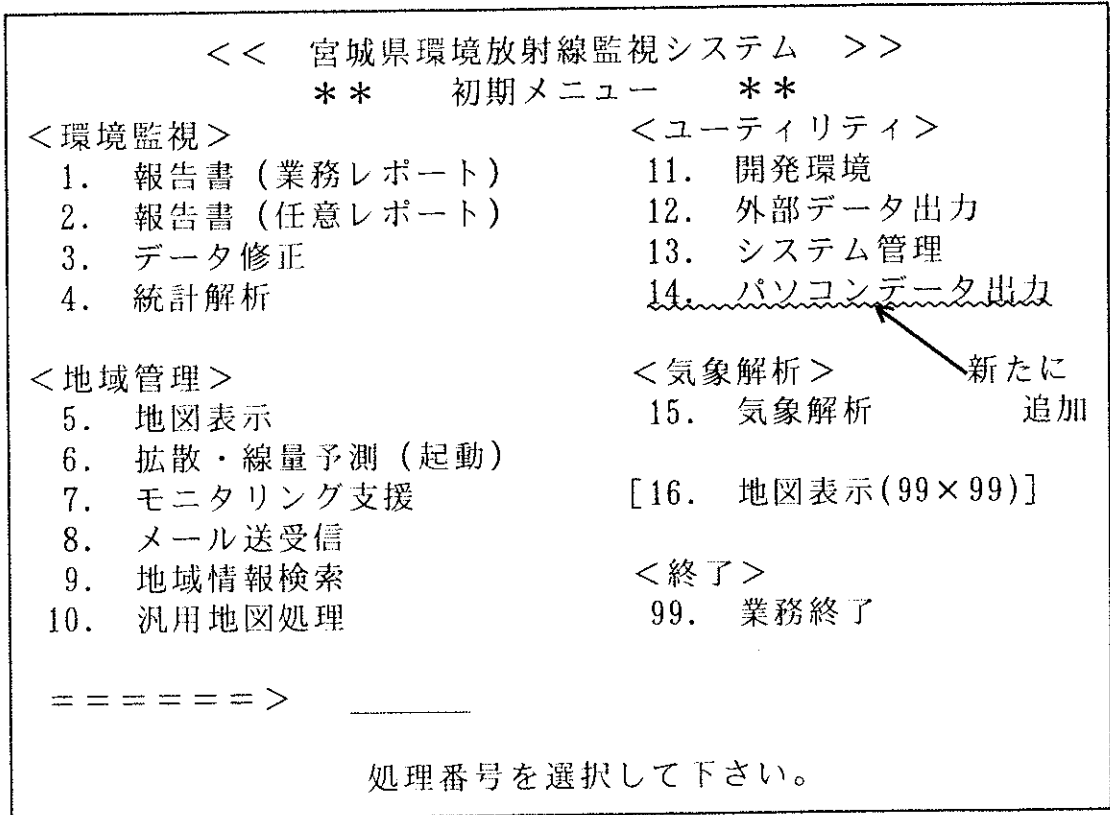 << 宮城県環境放射線監視システム >>
** 初期メニュー **
<環境監視>
1. 報告書(業務レポート)
2. 報告書(任意レポート)
3. データ修正
4. 統計解析
<地域管理>
5. 地図表示
6. 拡散・線量予測(起動)
7. モニタリング支援
8. メール送受信
9. 地域情報検索
10. 汎用地図処理
<ユーティリティ>
11. 開発環境
12. 外部データ出力
13. システム管理
14. パソコンデータ出力
新たに
追加
<気象解析>
15. 気象解析
[16. 地図表示(99×99)]
<終了>
99. 業務終了
======>
処理番号を選択して下さい。